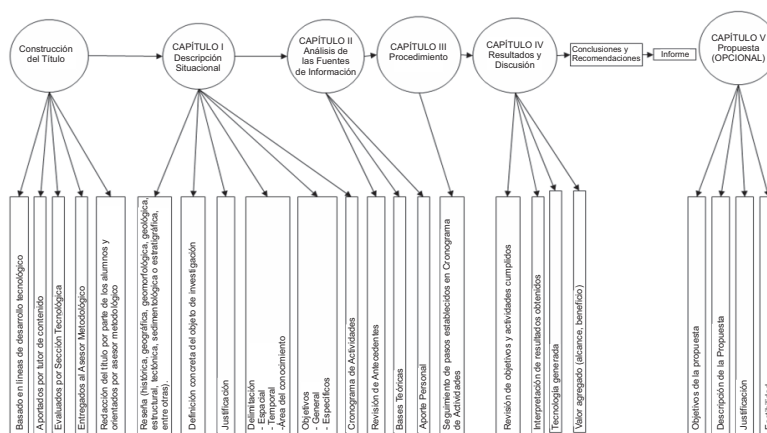 Construcción
del Título
CAPÍTULO I
Descripción
Situacional
CAPÍTULO II
Análisis de
las Fuentes
de Información
CAPÍTULO III
Procedimiento
CAPÍTULO IV
Resultados y
Discusión
Conclusiones y
Recomendaciones
Informe
CAPÍTULO V
Propuesta
(OPCIONAL)
Basado en líneas de desarrollo tecnológico
Aportados por tutor de contenido
Evaluados por Sección Tecnológica
Entregados al Asesor Metodológico
Redacción del título por parte de los alumnos y
orientados por asesor metodológico
Reseña (histórica, geográfica, geomorfológica, geológica,
estructural, tectónica, sedimentológica o estratigráfica,
entre otras).
Definición concreta del objeto de investigación
Justificación
Delimitación
- Espacial
- Temporal
-Área del conocimiento
Objetivos
- General
- Específicos
Cronograma de Actividades
Revisión de Antecedentes
Bases Teóricas
Aporte Personal
Seguimiento de pasos establecidos en Cronograma
de Actividades
Revisión de objetivos y actividades cumplidos
Interpretación de resultados obtenidos
Tecnología generada
Valor agregado (alcance, beneficio)
Objetivos de la propuesta
Descripción de la Propuesta
Justificación